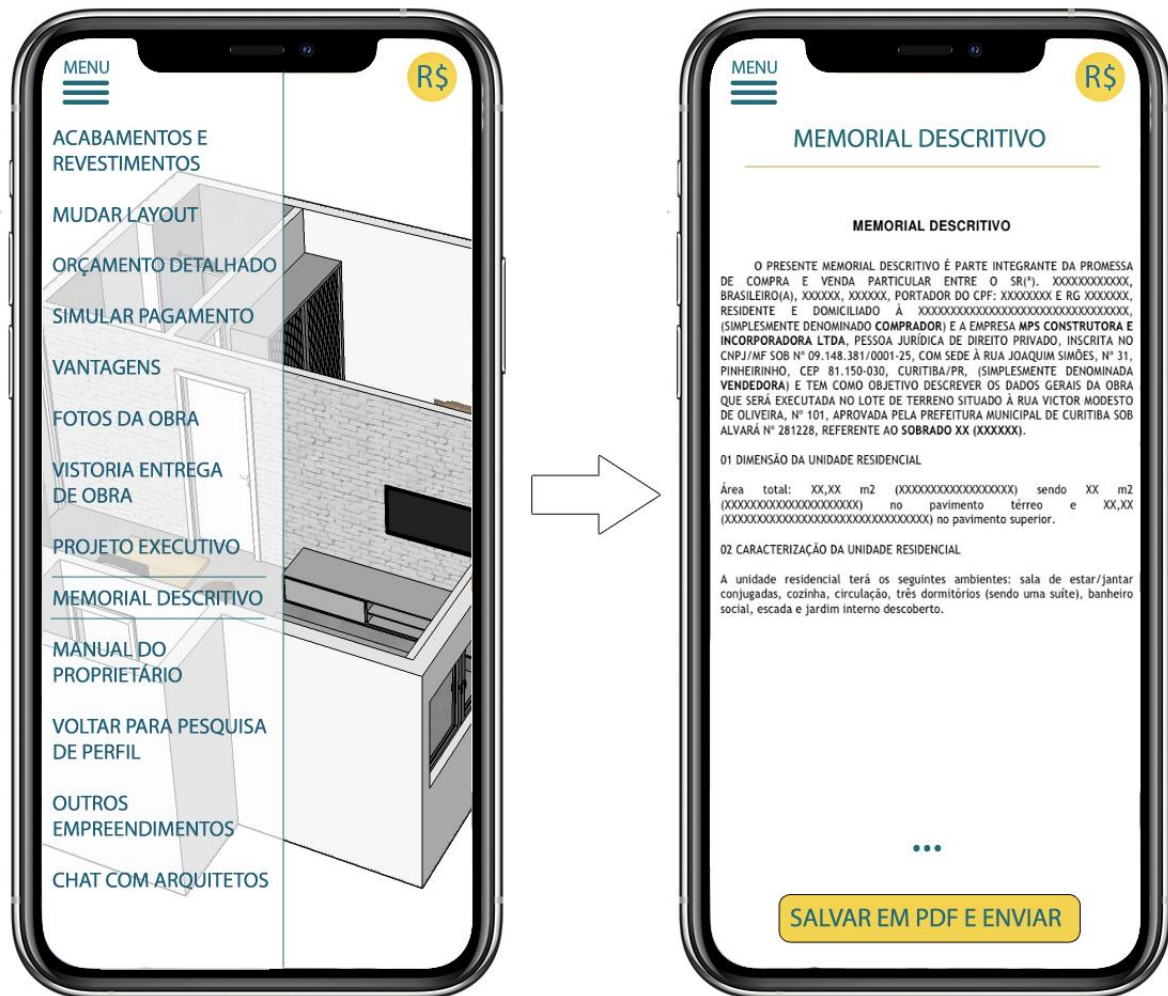 MENU
R$
ACABAMENTOS E
REVESTIMENTOS
MUDAR LAYOUT
ORÇAMENTO DETALHADO
SIMULAR PAGAMENTO
VANTAGENS
FOTOS DA OBRA
VISTORIA ENTREGA
DE OBRA
PROJETO EXECUTIVO
MEMORIAL DESCRITIVO
MANUAL DO
PROPRIETÁRIO
VOLTAR PARA PESQUISA
DE PERFIL
OUTROS
EMPREENDIMENTOS
CHAT COM ARQUITETOS
MENU
R$
MEMORIAL DESCRITIVO
MEMORIAL DESCRITIVO
O PRESENTE MEMORIAL DESCRITIVO É PARTE INTEGRANTE DA PROMESSA
DE COMPRA E VENDA PARTICULAR ENTRE O SR(ª). XXXXXXXXXXXX,
BRASILEIRO(A), XXXXXX, XXXXXX, PORTADOR DO CPF: XXXXXXXX E RG XXXXXXX,
RESIDENTE E DOMICILIADO À XXXXXXXXXXXXXXXXXXXXXXXXXXXXXXXXX,
(SIMPLESMENTE DENOMINADO COMPRADOR) E A EMPRESA MPS CONSTRUTORA E
INCORPORADORA LTDA, PESSOA JURÍDICA DE DIREITO PRIVADO, INSCRITA NO
CNPJ/MF SOB Nº 09.148.381/0001-25, COM SEDE À RUA JOAQUIM SIMÕES, Nº 31,
PINHEIRINHO, CEP 81.150-030, CURITIBA/PR, (SIMPLESMENTE DENOMINADA
VENDEDORA) E TEM COMO OBJETIVO DESCREVER OS DADOS GERAIS DA OBRA
QUE SERÁ EXECUTADA NO LOTE DE TERRENO SITUADO À RUA VICTOR MODESTO
DE OLIVEIRA, Nº 101, APROVADA PELA PREFEITURA MUNICIPAL DE CURITIBA SOB
ALVARÁ Nº 281228, REFERENTE AO SOBRADO XX (XXXXXX).
01 DIMENSÃO DA UNIDADE RESIDENCIAL
Área total: XX,XX m2 (XXXXXXXXXXXXXXXXXX) sendo XX m2
(XXXXXXXXXXXXXXXXXXXXX) no pavimento térreo e XX,XX
(XXXXXXXXXXXXXXXXXXXXXXXXXXXXXXXX) no pavimento superior.
02 CARACTERIZAÇÃO DA UNIDADE RESIDENCIAL
A unidade residencial terá os seguintes ambientes: sala de estar/jantar
conjugadas, cozinha, circulação, três dormitórios (sendo uma suíte), banheiro
social, escada e jardim interno descoberto.
...
SALVAR EM PDF E ENVIAR